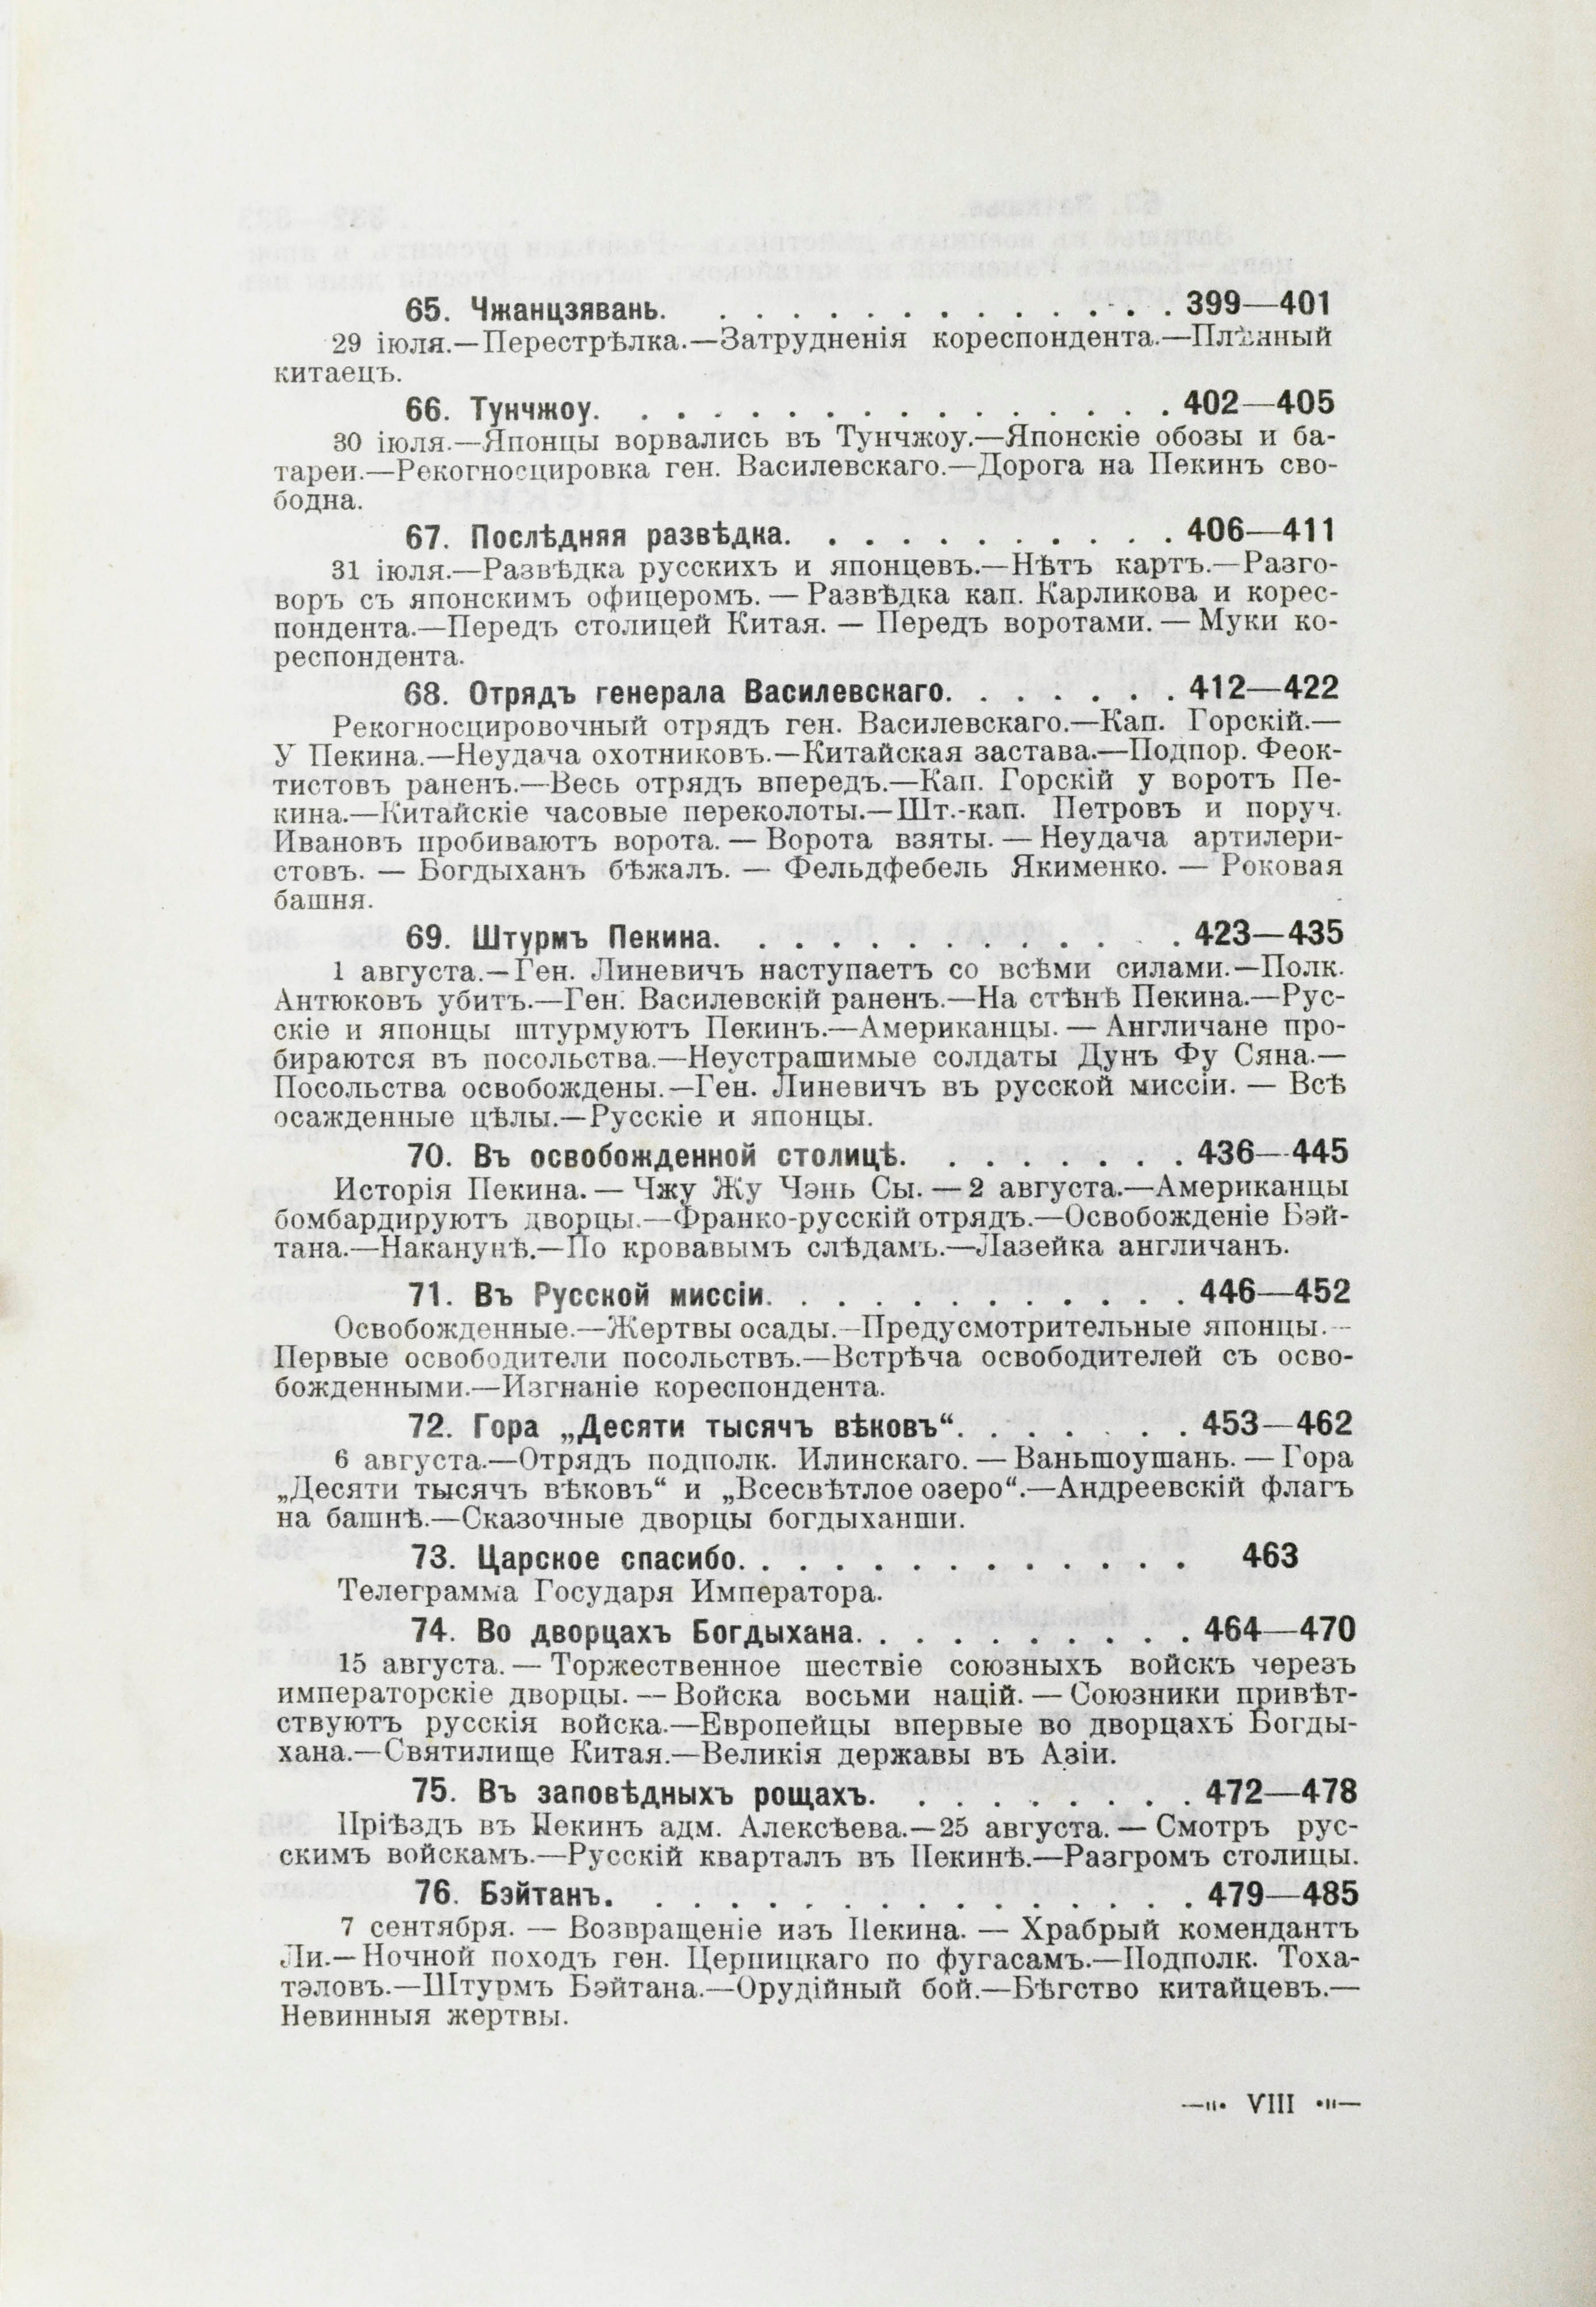 65. Чжанцзявань. . . . . . . . . . . . . . 399—401
29 іюля.—Перестрѣлка.—Затрудненія кореспондента.—Плѣнный
китаецъ.
66. Тунчжоу. . . . . . . . . . . . . . . . 402—405
30 іюля.—Японцы ворвались въ Тунчжоу.—Японскіе обозы и ба-
тареи.—Рекогносцировка ген. Василевскаго.—Дорога на Пекинъ сво-
бодна.
67. Послѣдняя развѣдка. . . . . . . . . . . 406—411
31 іюля.—Развѣдка русскихъ и японцевъ.—Нѣтъ картъ.—Разго-
воръ съ японскимъ офицеромъ. — Развѣдка кап. Карликова и корес-
пондента.—Передъ столицей Китая. — Передъ воротами. — Муки ко-
респондента.
68. Отрядъ генерала Василевскаго. . . . . . . 412—422
Рекогносцировочный отрядъ ген. Василевскаго.—Кап. Горскій.—
У Пекина.—Неудача охотниковъ.—Китайская застава.—Подпор. Феок-
тистовъ раненъ.—Весь отрядъ впередъ.—Кап. Горскій у воротъ Пе-
кина.—Китайскіе часовые переколоты.—Шт.-кап. Петровъ и поруч.
Ивановъ пробиваютъ ворота. — Ворота взяты. — Неудача артилери-
стовъ. — Богдыханъ бѣжалъ. — Фельдфебель Якименко. — Роковая
башня.
69. Штурмъ Пекина. . . . . . . . . . . . . 423—435
1 августа.—Ген. Линевичъ наступаетъ со всѣми силами.—Полк.
Антюковъ убитъ.—Ген. Василевскій раненъ.—На стѣнѣ Пекина.—Рус-
скіе и японцы штурмуютъ Пекинъ.—Американцы. — Англичане про-
бираются въ посольства.—Неустрашимые солдаты Дунъ Фу Сяна.—
Посольства освобождены.—Ген. Линевичъ въ русской миссіи. — Всѣ
осажденные цѣлы.—Русскіе и японцы.
70. Въ освобожденной столицѣ. . . . . . . . . 436—445
Исторія Пекина. — Чжу Жу Чэнь Сы. — 2 августа.—Американцы
бомбардируютъ дворцы.—Франко-русскій отрядъ.—Освобожденіе Бэй-
тана.—Наканунѣ.—По кровавымъ слѣдамъ.—Лазейка англичанъ.
71. Въ Русской миссіи. . . . . . . . . . . . 446—452
Освобожденные.—Жертвы осады.—Предусмотрительные японцы.—
Первые освободители посольствъ.—Встрѣча освободителей съ осво-
божденными.—Изгнаніе кореспондента.
72. Гора „Десяти тысячъ вѣковъ“. . . . . . . . 453—462
6 августа.—Отрядъ подполк. Илинскаго. — Ваньшоушань. — Гора
„Десяти тысячъ вѣковъ“ и „Всесвѣтлое озеро“.—Андреевскій флагъ
на башнѣ.—Сказочные дворцы богдыханши.
73. Царское спасибо. . . . . . . . . . . . . 463
Телеграмма Государя Императора.
74. Во дворцахъ Богдыхана. . . . . . . . . . 464—470
15 августа. — Торжественное шествіе союзныхъ войскъ черезъ
императорскіе дворцы. — Войска восьми націй. — Союзники привѣт-
ствуютъ русскія войска.—Европейцы впервые во дворцахъ Богды-
хана.—Святилище Китая.—Великія державы въ Азіи.
75. Въ заповѣдныхъ рощахъ. . . . . . . . . . 472—478
Пріѣздъ въ Пекинъ адм. Алексѣева.—25 августа. — Смотръ рус-
скимъ войскамъ.—Русскій кварталъ въ Пекинѣ.—Разгромъ столицы.
76. Бэйтанъ. . . . . . . . . . . . . . . . 479—485
7 сентября. — Возвращеніе изъ Пекина. — Храбрый комендантъ
Ли.—Ночной походъ ген. Церпицкаго по фугасамъ.—Подполк. Тоха-
тэловъ.—Штурмъ Бэйтана.—Орудійный бой.—Бѣгство китайцевъ.—
Невинныя жертвы.
VIII